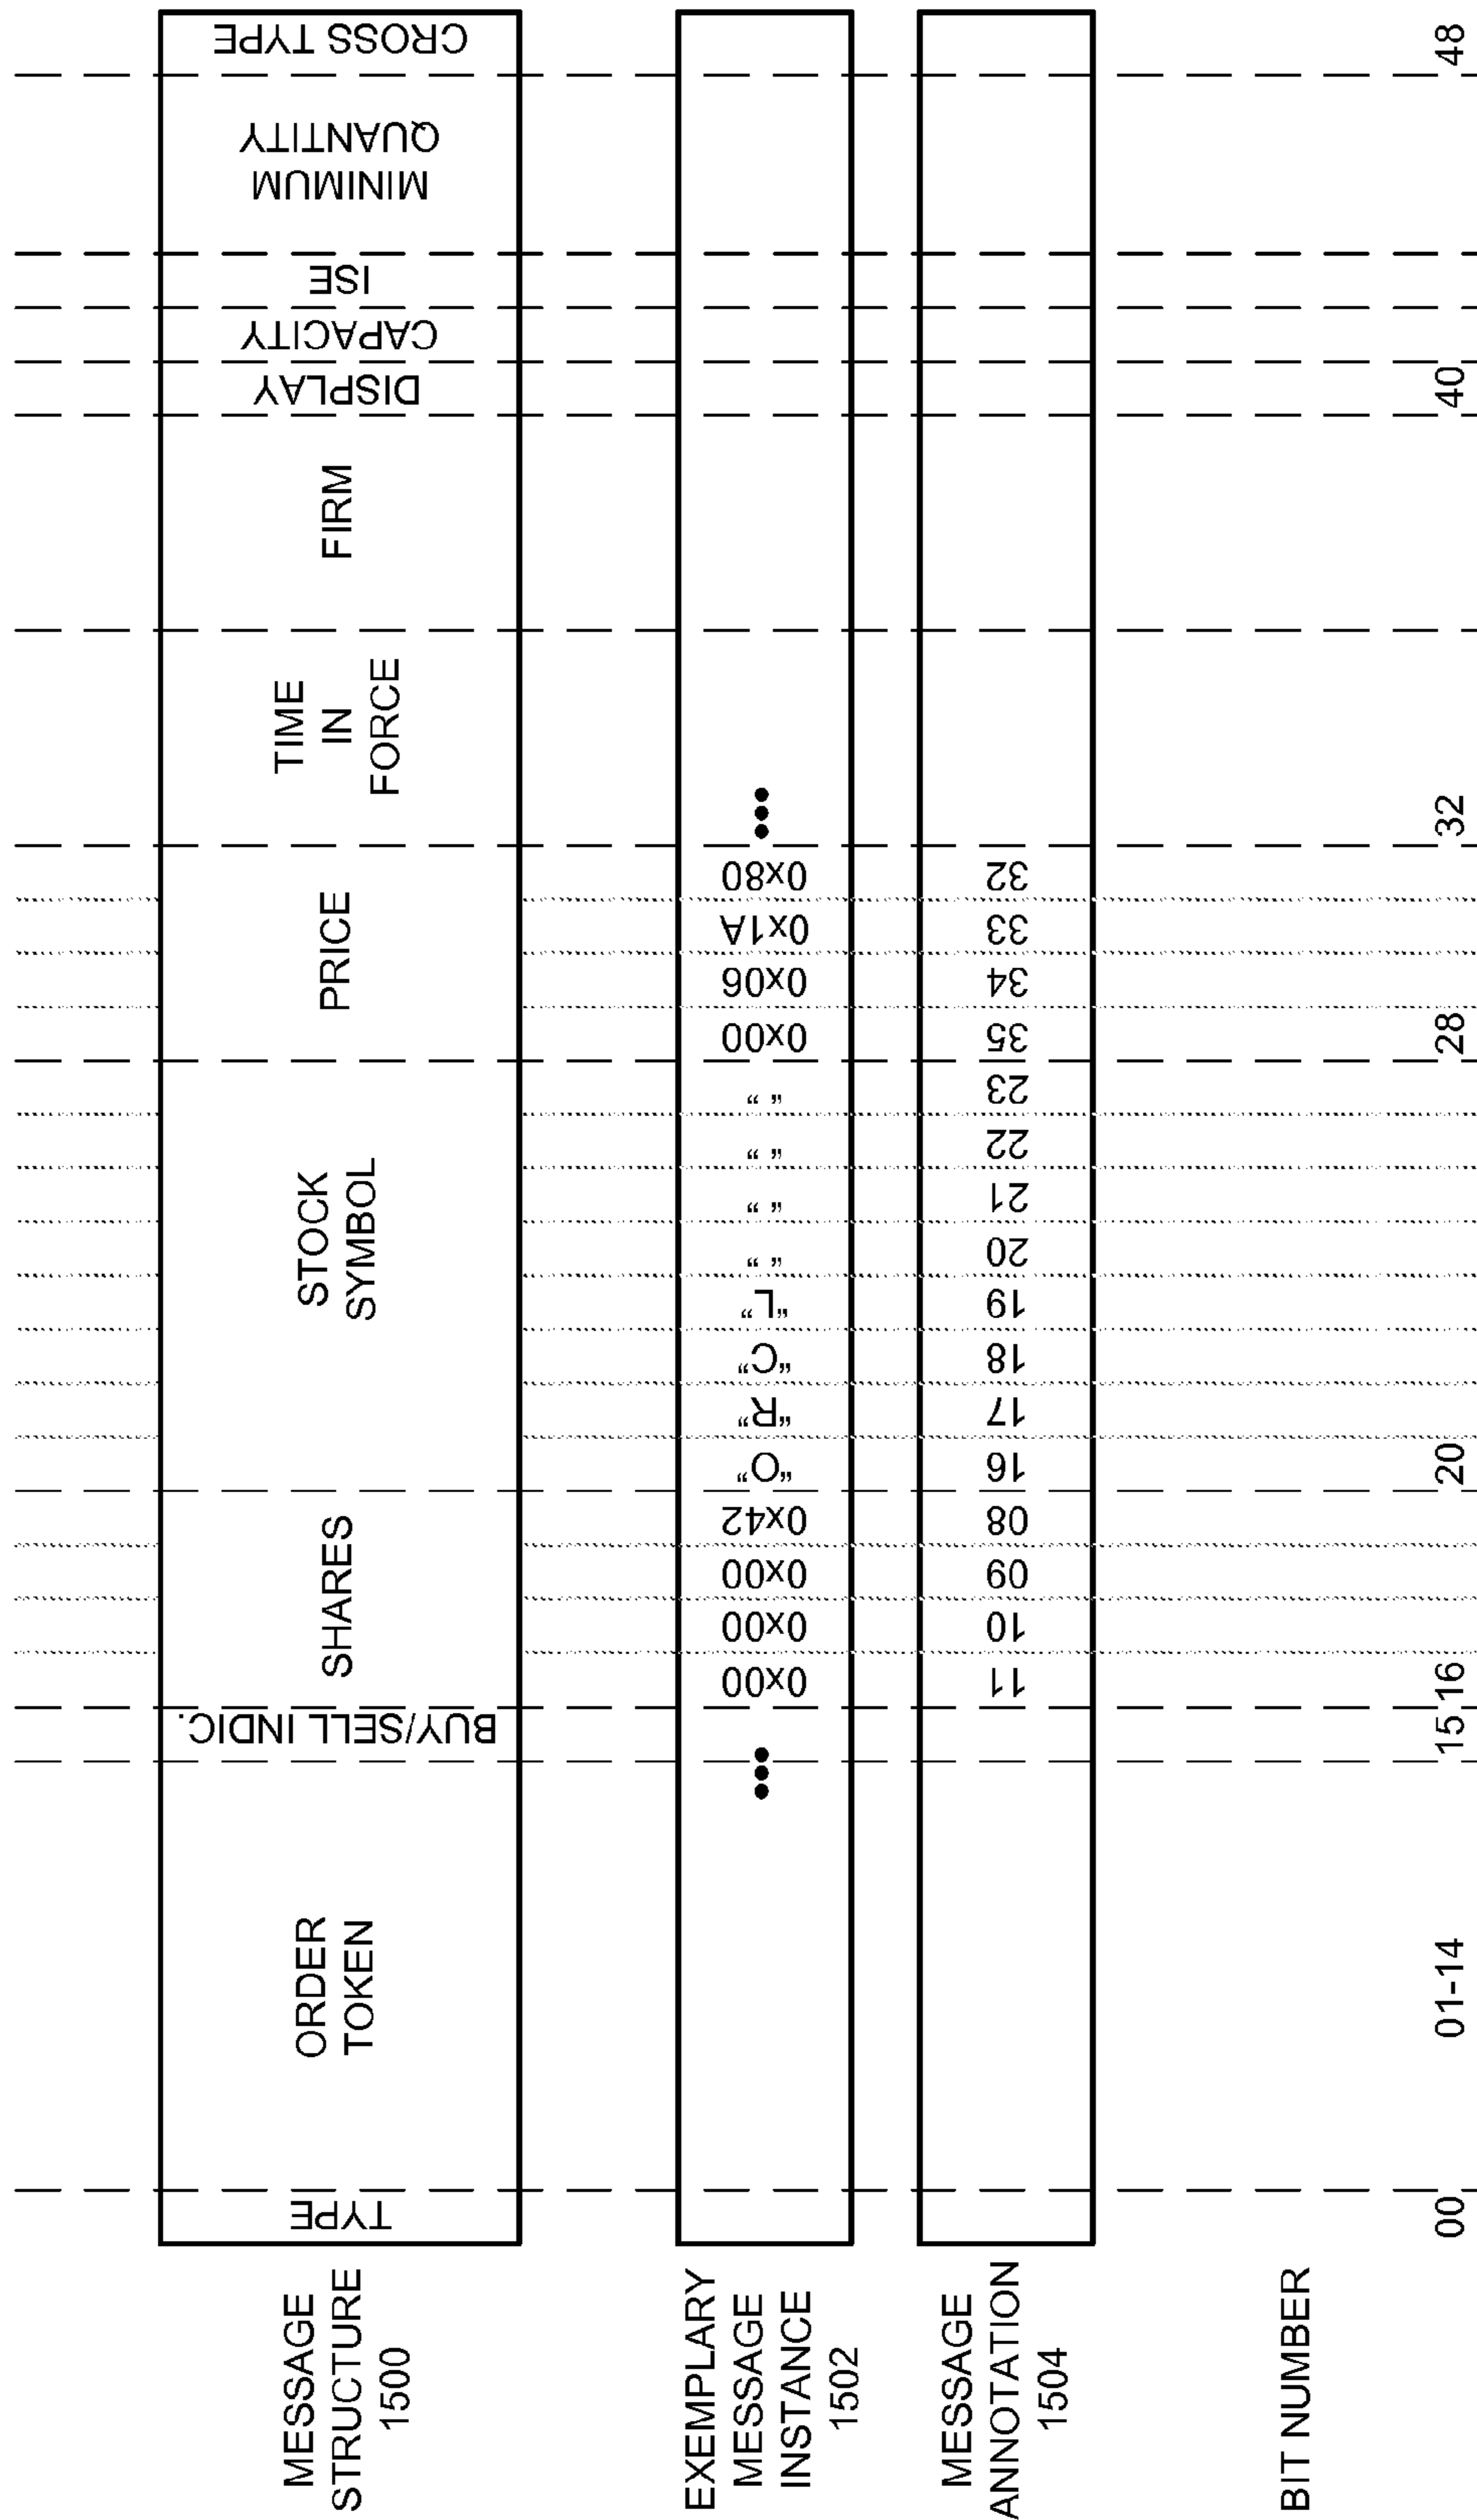 MESSAGE
STRUCTURE
1500
TYPE
ORDER
TOKEN
BUY/SELL INDIC.
SHARES
STOCK
SYMBOL
PRICE
TIME
IN
FORCE
FIRM
DISPLAY
CAPACITY
ISE
MINIMUM
QUANTITY
CROSS TYPE
EXEMPLARY
MESSAGE
INSTANCE
1502
•••
0x00
0x00
0x00
0x42
“O”
“R”
“C”
“L”
“ ”
“ ”
“ ”
“ ”
0x00
0x06
0x1A
0x80
•••
MESSAGE
ANNOTATION
1504
11
10
09
08
16
17
18
19
20
21
22
23
35
34
33
32
BIT NUMBER
00
01-14
15
16
20
28
32
40
48